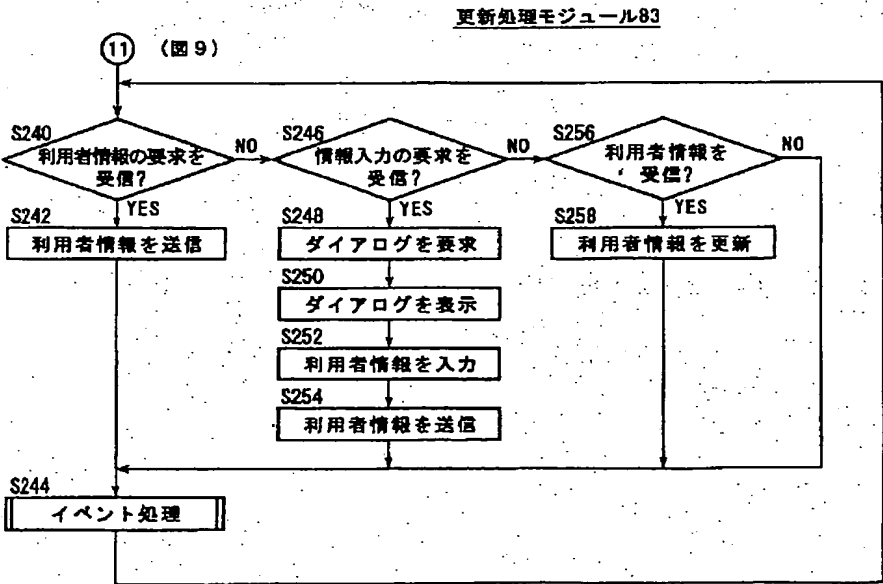 更新処理モジュール83
11 (図9)
S240
利用者情報の要求を
受信?
NO
YES
S246
情報入力の要求を
受信?
NO
YES
S256
利用者情報を
受信?
NO
YES
S242
利用者情報を送信
S248
ダイアログを要求
S258
利用者情報を更新
S250
ダイアログを表示
S252
利用者情報を入力
S254
利用者情報を送信
S244
イベント処理